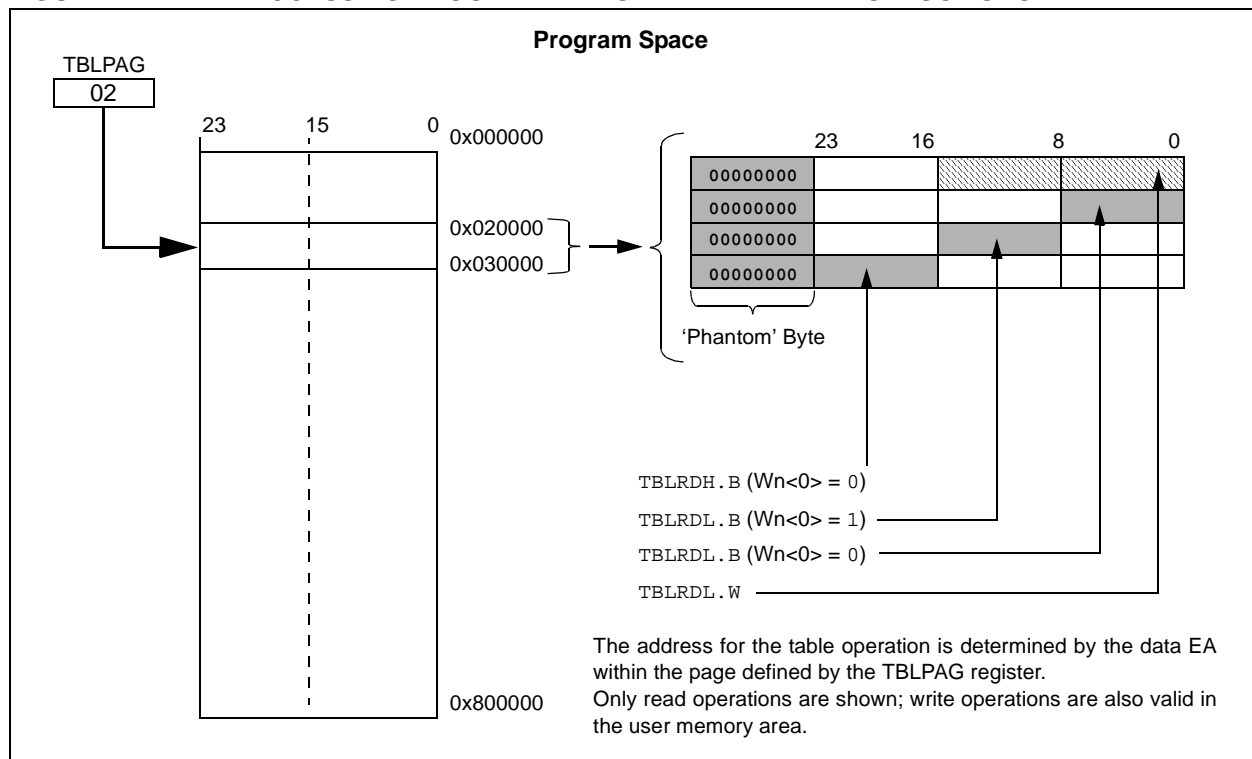 Program Space
TBLPAG
02
23 15 0
0x000000
0x020000
0x030000
0x800000
23 16 8 0
00000000
00000000
00000000
00000000
‘Phantom’ Byte
TBLRDH.B (Wn<0> = 0)
TBLRDL.B (Wn<0> = 1)
TBLRDL.B (Wn<0> = 0)
TBLRDL.W
The address for the table operation is determined by the data EA
within the page defined by the TBLPAG register.
Only read operations are shown; write operations are also valid in
the user memory area.